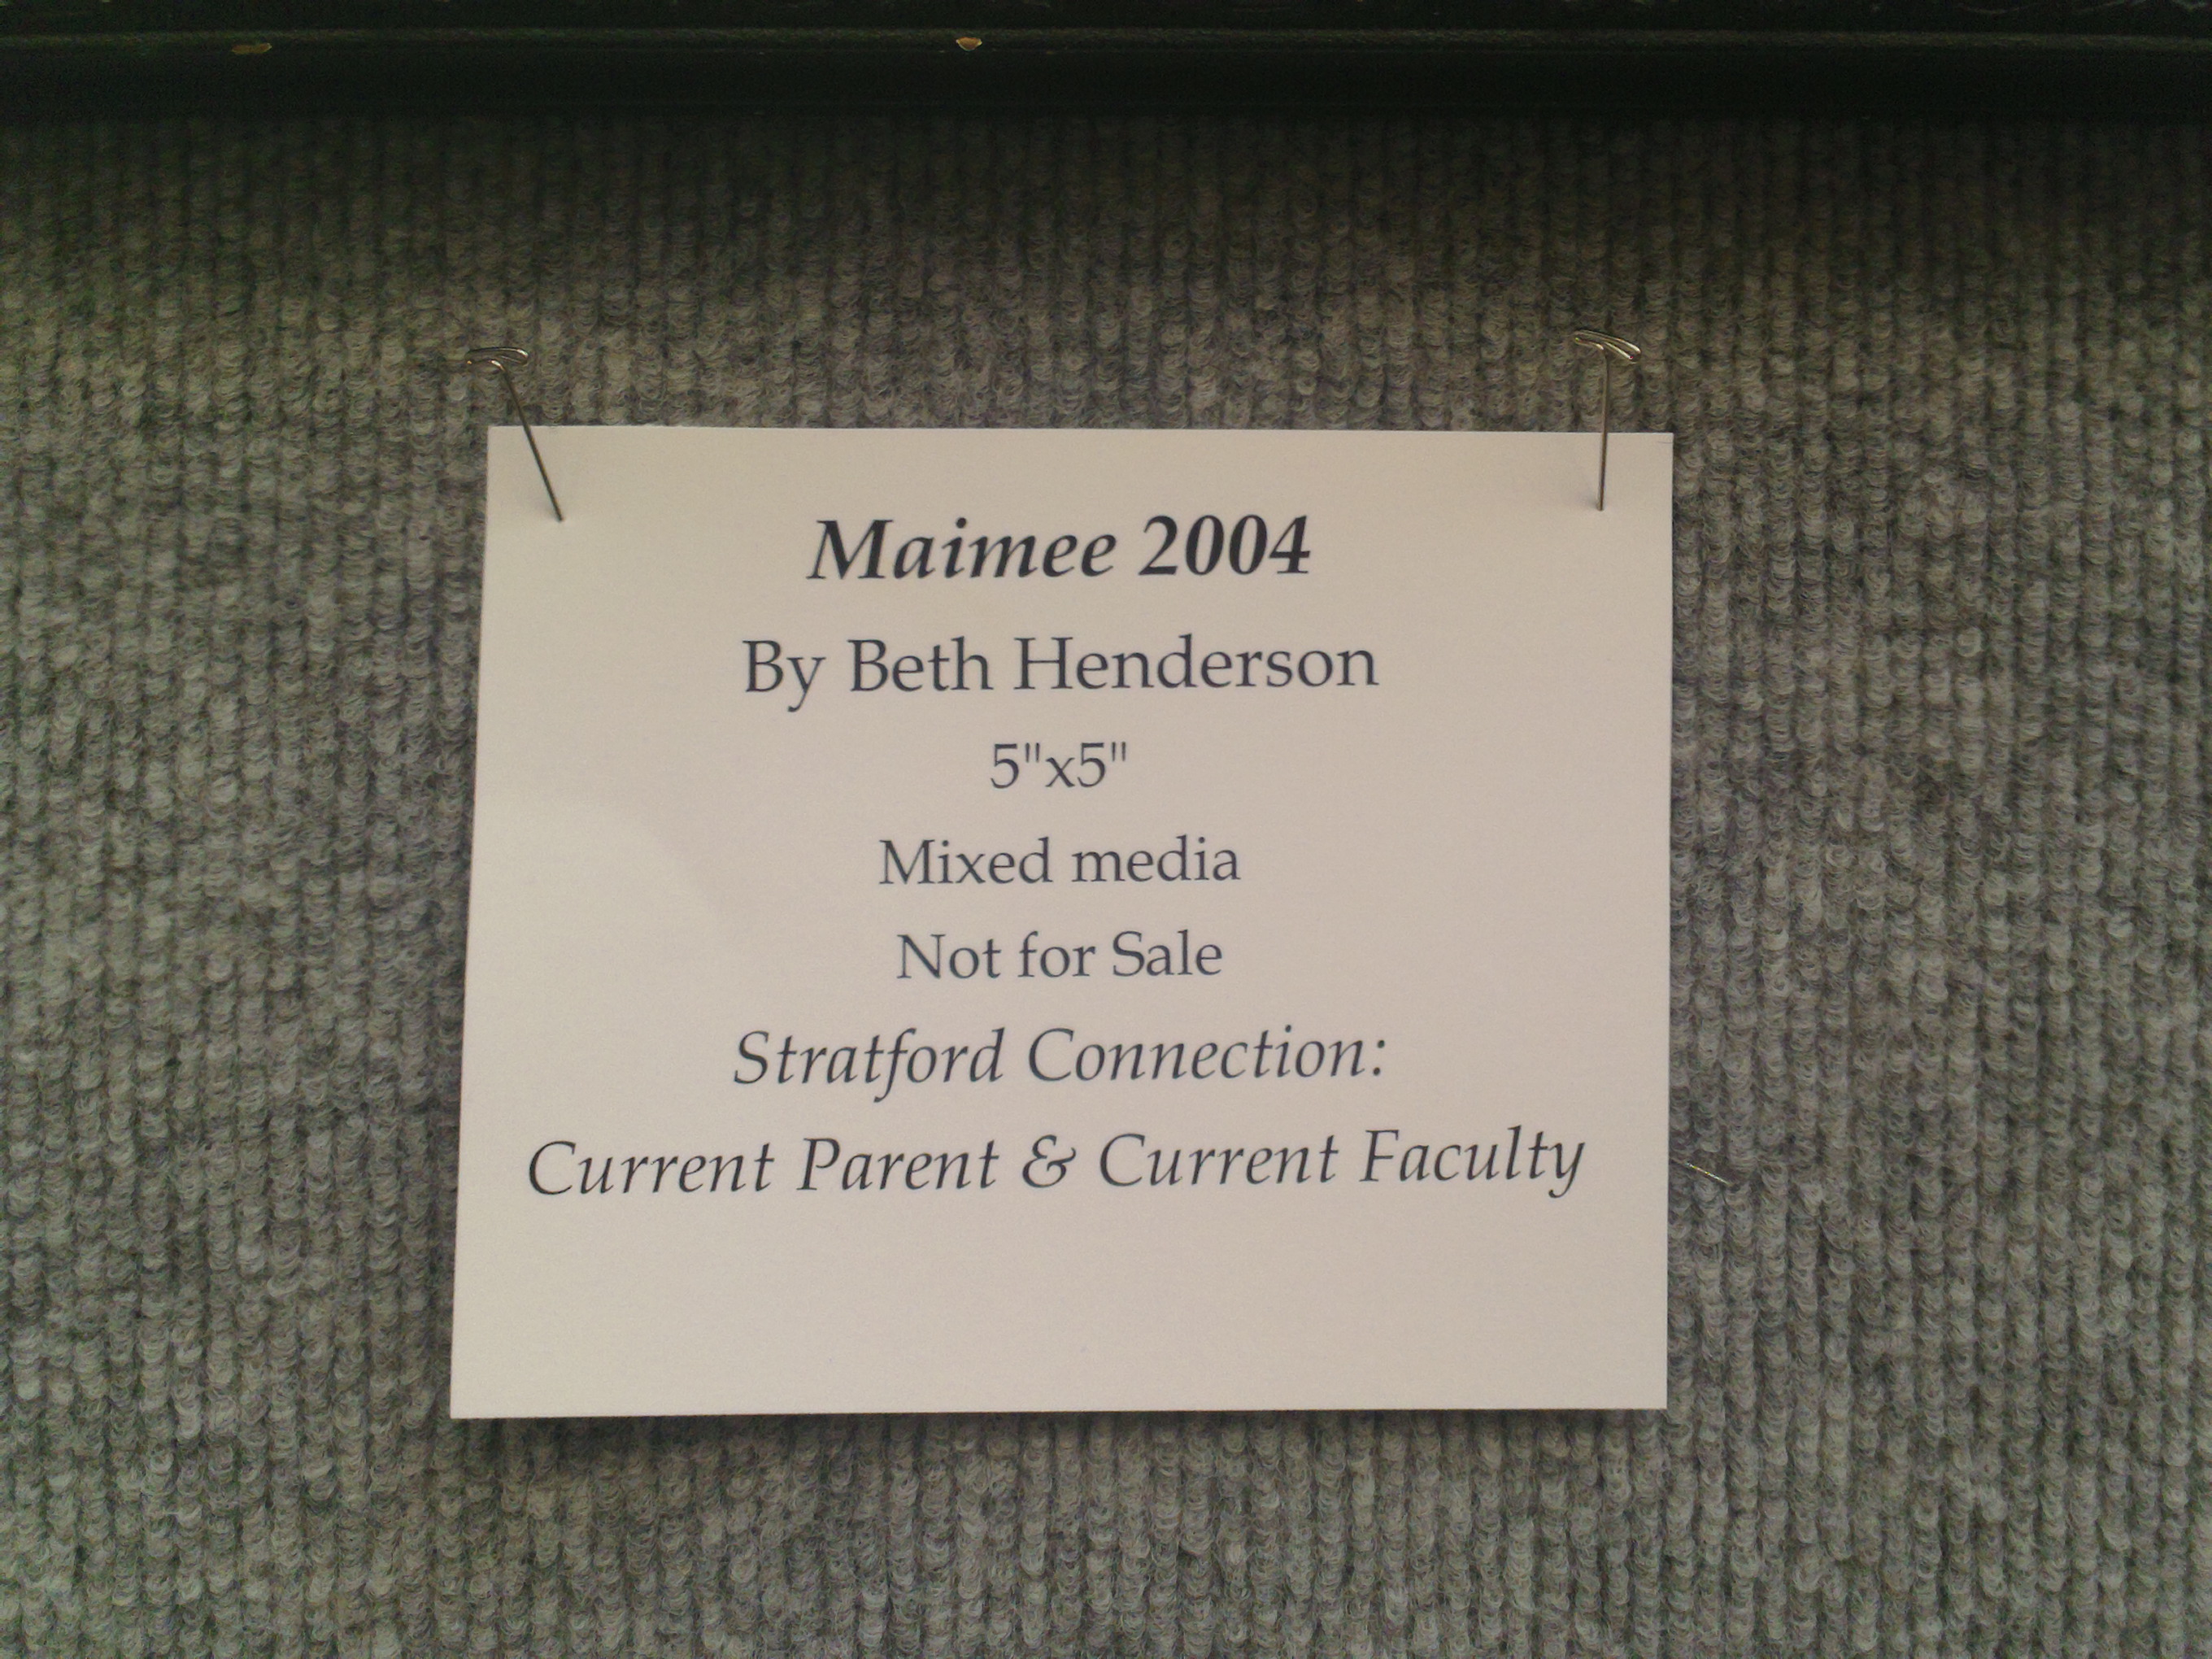 Maimee 2004
By Beth Henderson
5"x5"
Mixed media
Not for Sale
Stratford Connection:
Current Parent & Current Faculty